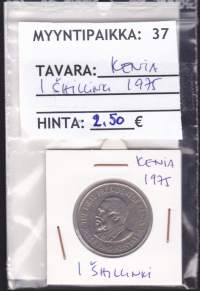 MYYNTIPAIKKA: 37
TAVARA: KENIA
1 ŠHILLINKI 1975
HINTA: 2,50 €
KENIA
1975
1 ŠHILLINKI